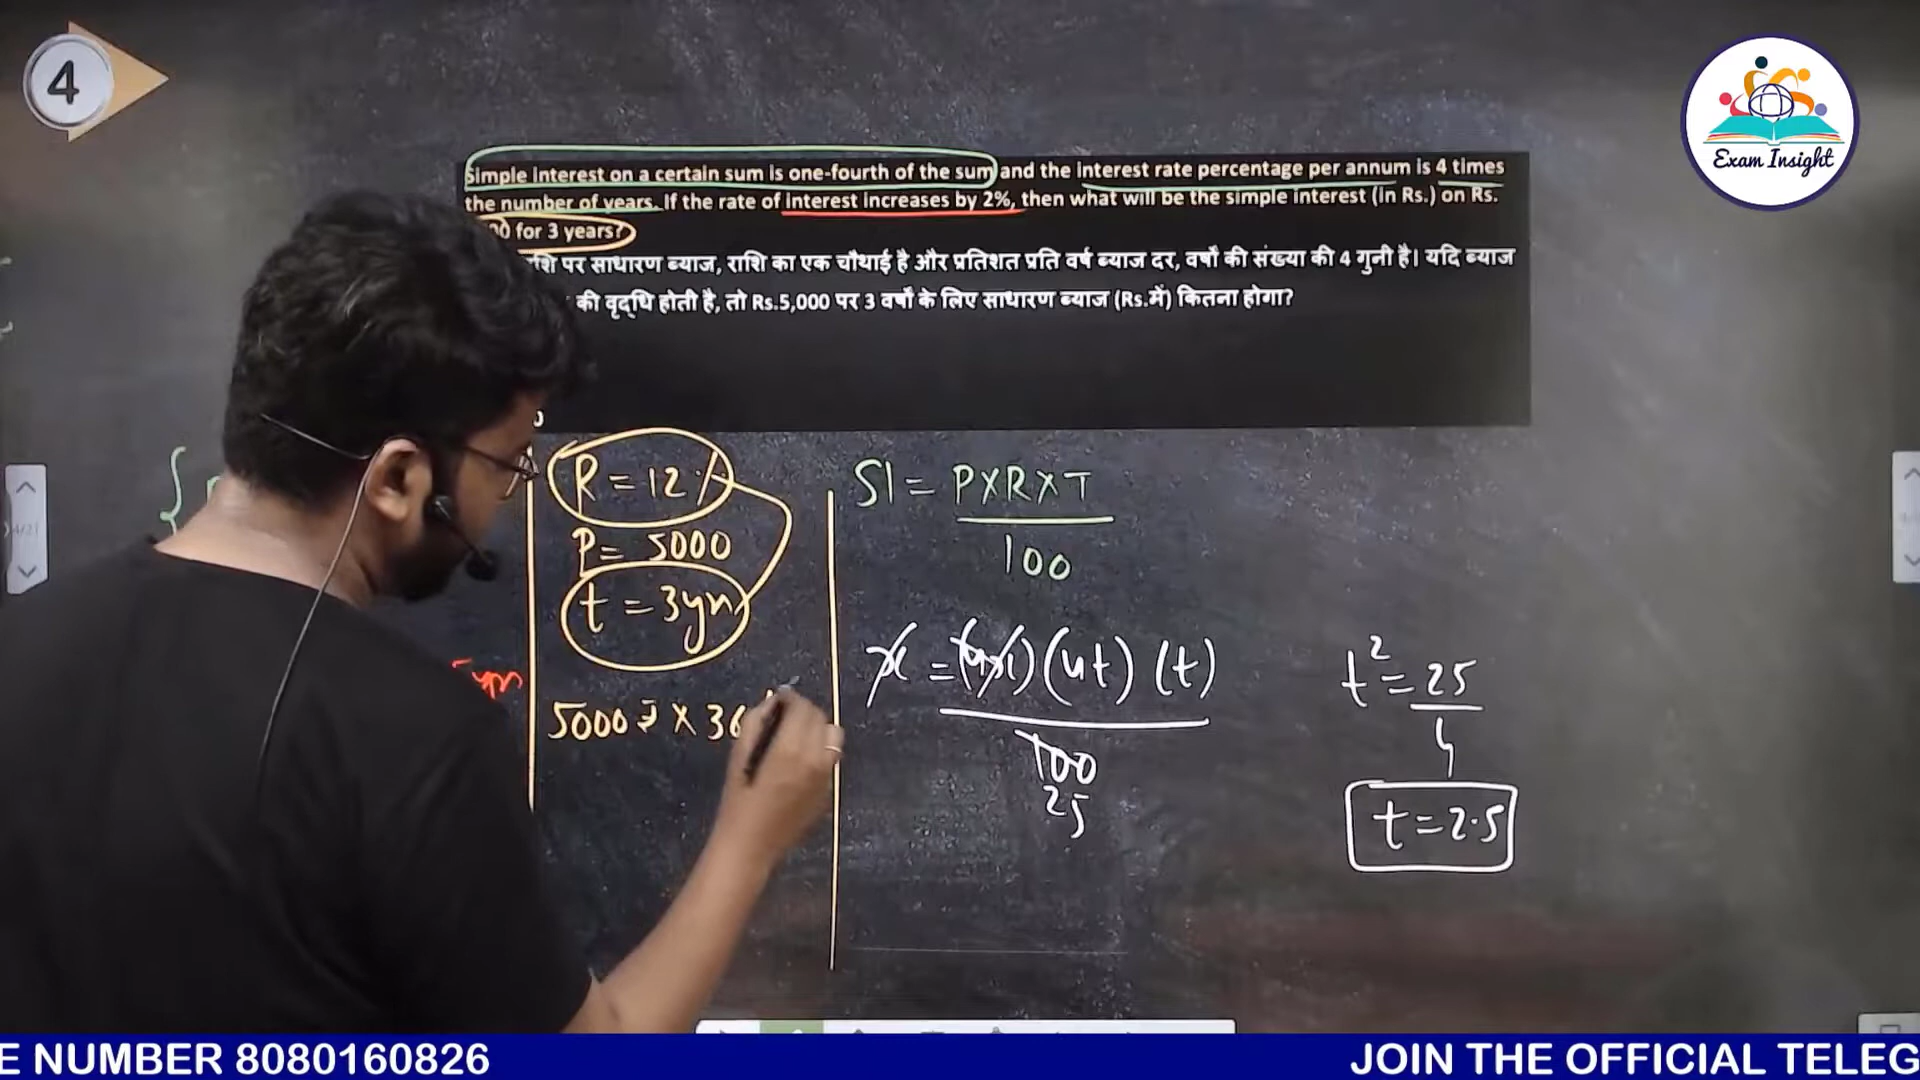 4
Exam Insight
Simple interest on a certain sum is one-fourth of the sum and the interest rate percentage per annum is 4 times
the number of years. If the rate of interest increases by 2%, then what will be the simple interest (in Rs.) on Rs.
for 3 years?
पर साधारण ब्याज, राशि का एक चौथाई है और प्रतिशत प्रति वर्ष ब्याज दर, वर्षों की संख्या की 4 गुनी है। यदि ब्याज
की वृद्धि होती है, तो Rs.5,000 पर 3 वर्षों के लिए साधारण ब्याज (Rs.में) कितना होगा?
R = 12%
P = 5000
t = 3yr
5000 × 36
SI = P×R×T
100
x = (4x) (4t) (t)
100
25
t² = 25
4
t = 2.5
E NUMBER 8080160826
JOIN THE OFFICIAL TELEG